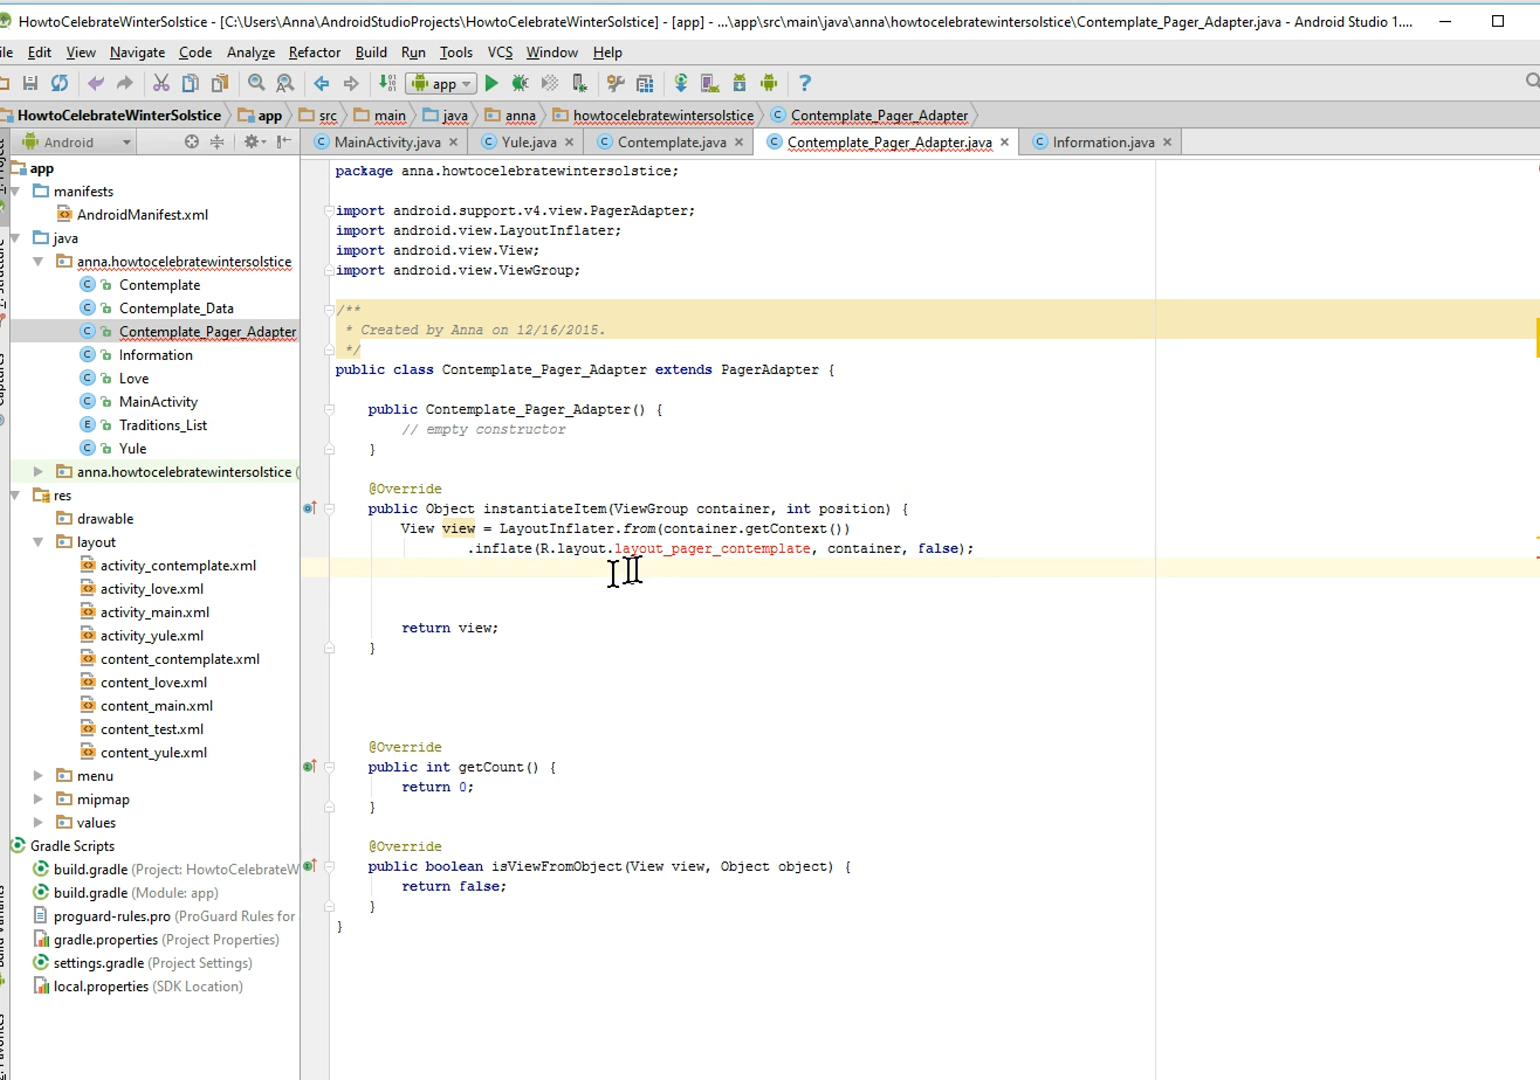 HowtoCelebrateWinterSolstice - [C:\Users\Anna\AndroidStudioProjects\HowtoCelebrateWinterSolstice] - [app] - ...\app\src\main\java\anna\howtocelebratewintersolstice\Contemplate_Pager_Adapter.java - Android Studio 1....
ile Edit View Navigate Code Analyze Refactor Build Run Tools VCS Window Help
app
HowtoCelebrateWinterSolstice app src main java anna howtocelebratewintersolstice Contemplate_Pager_Adapter
Android
MainActivity.java Yule.java Contemplate.java Contemplate_Pager_Adapter.java Information.java
app
manifests
AndroidManifest.xml
java
anna.howtocelebratewintersolstice
Contemplate
Contemplate_Data
Contemplate_Pager_Adapter
Information
Love
MainActivity
Traditions_List
Yule
anna.howtocelebratewintersolstice (
res
drawable
layout
activity_contemplate.xml
activity_love.xml
activity_main.xml
activity_yule.xml
content_contemplate.xml
content_love.xml
content_main.xml
content_test.xml
content_yule.xml
menu
mipmap
values
Gradle Scripts
build.gradle (Project: HowtoCelebrateW
build.gradle (Module: app)
proguard-rules.pro (ProGuard Rules for
gradle.properties (Project Properties)
settings.gradle (Project Settings)
local.properties (SDK Location)
package anna.howtocelebratewintersolstice;
import android.support.v4.view.PagerAdapter;
import android.view.LayoutInflater;
import android.view.View;
import android.view.ViewGroup;
/**
* Created by Anna on 12/16/2015.
*/
public class Contemplate_Pager_Adapter extends PagerAdapter {
public Contemplate_Pager_Adapter() {
// empty constructor
}
@Override
public Object instantiateItem(ViewGroup container, int position) {
View view = LayoutInflater.from(container.getContext())
.inflate(R.layout.layout_pager_contemplate, container, false);
return view;
}
@Override
public int getCount() {
return 0;
}
@Override
public boolean isViewFromObject(View view, Object object) {
return false;
}
}